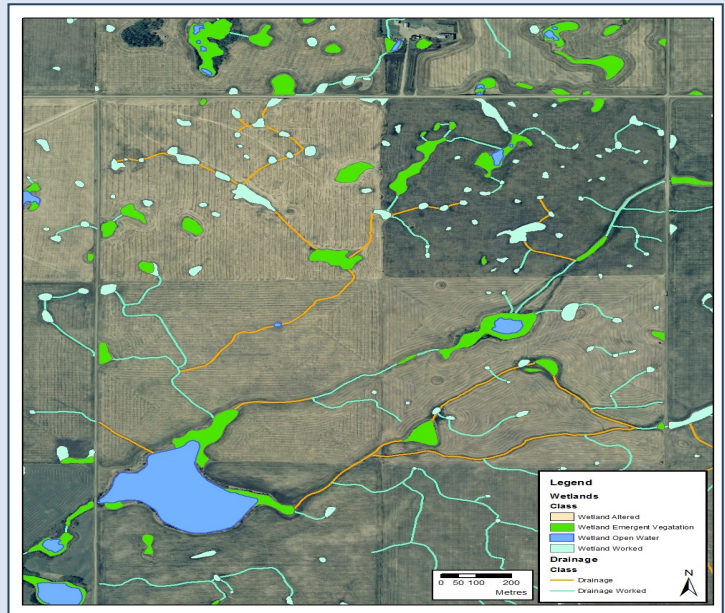 Legend
Wetlands
Class
Wetland Altered
Wetland Emergent Vegatation
Wetland Open Water
Wetland Worked
Drainage
Class
Drainage
Drainage Worked
N
0 50 100 200
Metres